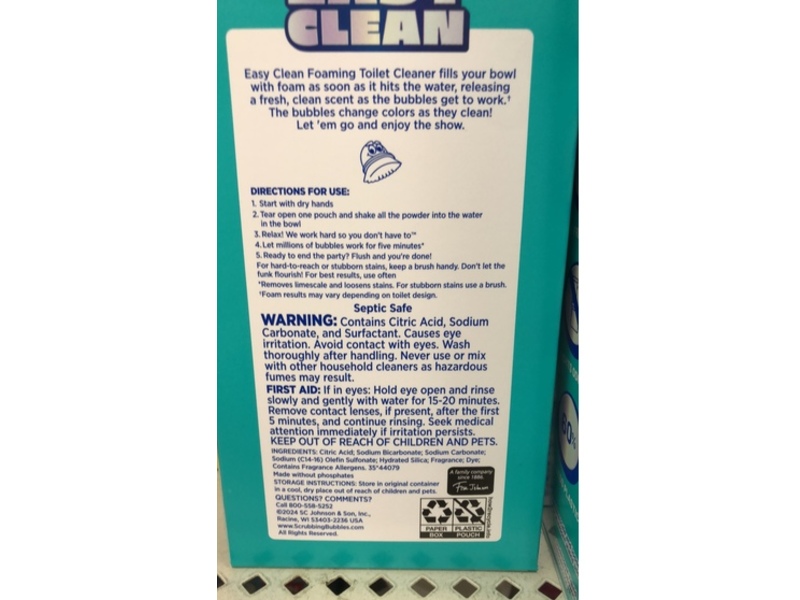 CLEAN
Easy Clean Foaming Toilet Cleaner fills your bowl
with foam as soon as it hits the water, releasing
a fresh, clean scent as the bubbles get to work.†
The bubbles change colors as they clean!
Let 'em go and enjoy the show.
DIRECTIONS FOR USE:
1. Start with dry hands
2. Tear open one pouch and shake all the powder into the water
in the bowl
3. Relax! We work hard so you don't have to™
4. Let millions of bubbles work for five minutes*
5. Ready to end the party? Flush and you're done!
For hard-to-reach or stubborn stains, keep a brush handy. Don't let the
funk flourish! For best results, use often
*Removes limescale and loosens stains. For stubborn stains use a brush.
†Foam results may vary depending on toilet design.
Septic Safe
WARNING: Contains Citric Acid, Sodium
Carbonate, and Surfactant. Causes eye
irritation. Avoid contact with eyes. Wash
thoroughly after handling. Never use or mix
with other household cleaners as hazardous
fumes may result.
FIRST AID: If in eyes: Hold eye open and rinse
slowly and gently with water for 15-20 minutes.
Remove contact lenses, if present, after the first
5 minutes, and continue rinsing. Seek medical
attention immediately if irritation persists.
KEEP OUT OF REACH OF CHILDREN AND PETS.
INGREDIENTS: Citric Acid; Sodium Bicarbonate; Sodium Carbonate;
Sodium (C14-16) Olefin Sulfonate; Hydrated Silica; Fragrance; Dye;
Contains Fragrance Allergens. 35*44079
Made without phosphates
STORAGE INSTRUCTIONS: Store in original container
in a cool, dry place out of reach of children and pets.
QUESTIONS? COMMENTS?
Call 800-558-5252
©2024 SC Johnson & Son, Inc.,
Racine, WI 53403-2236 USA
www.ScrubbingBubbles.com
All Rights Reserved.
A family company
since 1886.
Fisk Johnson
PAPER
BOX
PLASTIC
POUCH
80%